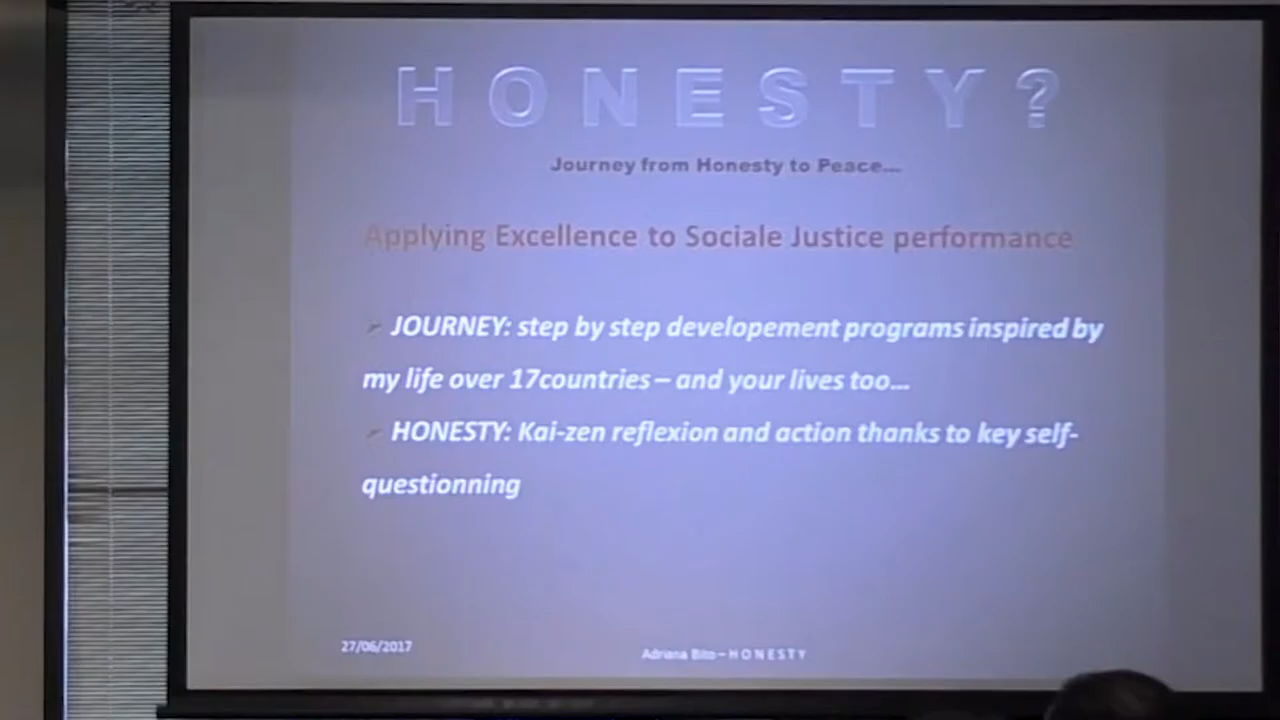 HONESTY?
Journey from Honesty to Peace...
Applying Excellence to Sociale Justice performance
➢ JOURNEY: step by step developement programs inspired by
my life over 17countries – and your lives too...
➢ HONESTY: Kai-zen reflexion and action thanks to key self-
questionning
27/06/2017
Adriana Bito – HONESTY